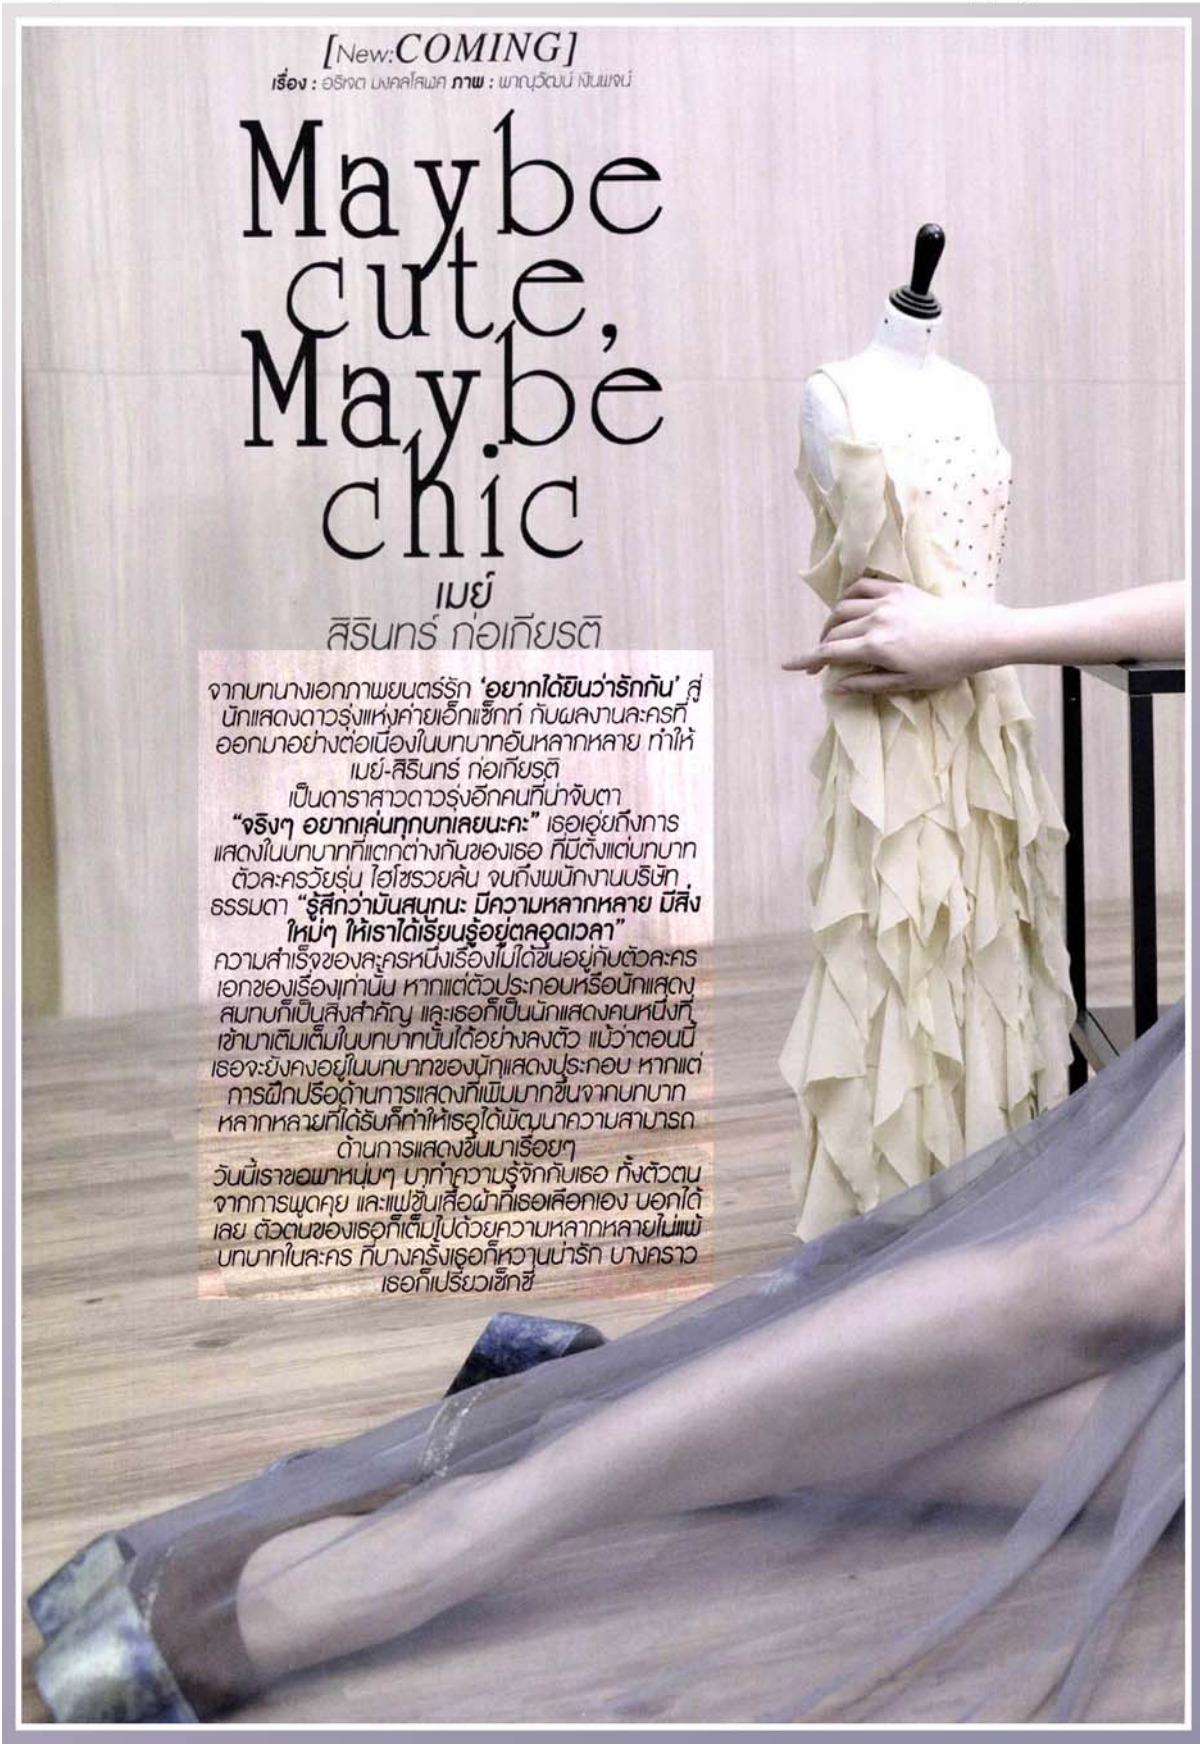 [New:COMING]
เรื่อง : อริเจต มงคลโสฬศ ภาพ : พาณุวัฒน์ เงินพจน์
Maybe
cute,
Maybe
chic
เมย์
สิรินทร์ ก่อเกียรติ
จากบทนางเอกภาพยนตร์รัก ‘อยากได้ยินว่ารักกัน’ สู่
นักแสดงดาวรุ่งแห่งค่ายเอ็กแซ็กท์ กับผลงานละครที่
ออกมาอย่างต่อเนื่องในบทบาทอันหลากหลาย ทำให้
เมย์-สิรินทร์ ก่อเกียรติ
เป็นดาราสาวดาวรุ่งอีกคนที่น่าจับตา
“จริงๆ อยากเล่นทุกบทเลยนะคะ” เธอเอ่ยถึงการ
แสดงในบทบาทที่แตกต่างกันของเธอ ที่มีตั้งแต่บทบาท
ตัวละครวัยรุ่น ไฮโซรวยล้น จนถึงพนักงานบริษัท
ธรรมดา “รู้สึกว่ามันสนุกนะ มีความหลากหลาย มีสิ่ง
ใหม่ๆ ให้เราได้เรียนรู้อยู่ตลอดเวลา”
ความสำเร็จของละครหนึ่งเรื่องไม่ได้ขึ้นอยู่กับตัวละคร
เอกของเรื่องเท่านั้น หากแต่ตัวประกอบหรือนักแสดง
สมทบก็เป็นสิ่งสำคัญ และเธอก็เป็นนักแสดงคนหนึ่งที่
เข้ามาเติมเต็มในบทบาทนั้นได้อย่างลงตัว แม้ว่าตอนนี้
เธอจะยังคงอยู่ในบทบาทของนักแสดงประกอบ หากแต่
การฝึกปรือด้านการแสดงที่เพิ่มมากขึ้นจากบทบาท
หลากหลายที่ได้รับก็ทำให้เธอได้พัฒนาความสามารถ
ด้านการแสดงขึ้นมาเรื่อยๆ
วันนี้เราขอพาหนุ่มๆ มาทำความรู้จักกับเธอ ทั้งตัวตน
จากการพูดคุย และแฟชั่นเสื้อผ้าที่เธอเลือกเอง บอกได้
เลย ตัวตนของเธอก็เต็มไปด้วยความหลากหลายไม่แพ้
บทบาทในละคร ที่บางครั้งเธอก็หวานน่ารัก บางคราว
เธอก็เปรี้ยวเซ็กซี่